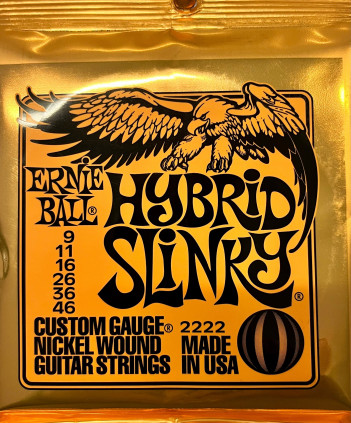 ERNIE
BALL®
HYBRID
SLINKY®
9
11
16
26
36
46
CUSTOM GAUGE® 2222
NICKEL WOUND MADE
GUITAR STRINGS IN USA